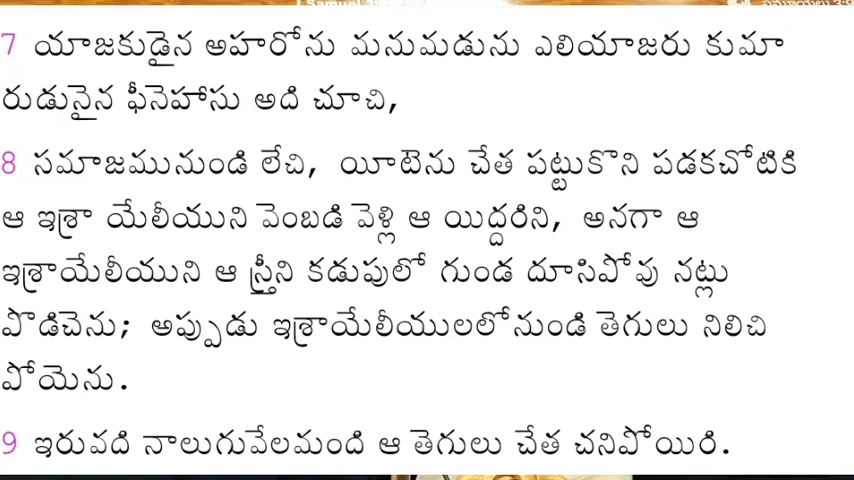 7 యాజకుడైన అహరోను మనుమడును ఎలియాజరు కుమా
రుడునైన ఫీనెహాసు అది చూచి,
8 సమాజమునుండి లేచి, యీటెను చేత పట్టుకొని పడకచోటికి
ఆ ఇశ్రా యేలీయుని వెంబడి వెళ్లి ఆ యిద్దరిని, అనగా ఆ
ఇశ్రాయేలీయుని ఆ స్త్రీని కడుపులో గుండ దూసిపోవు నట్లు
పొడిచెను; అప్పుడు ఇశ్రాయేలీయులలోనుండి తెగులు నిలిచి
పోయెను.
9 ఇరువది నాలుగువేలమంది ఆ తెగులు చేత చనిపోయిరి.